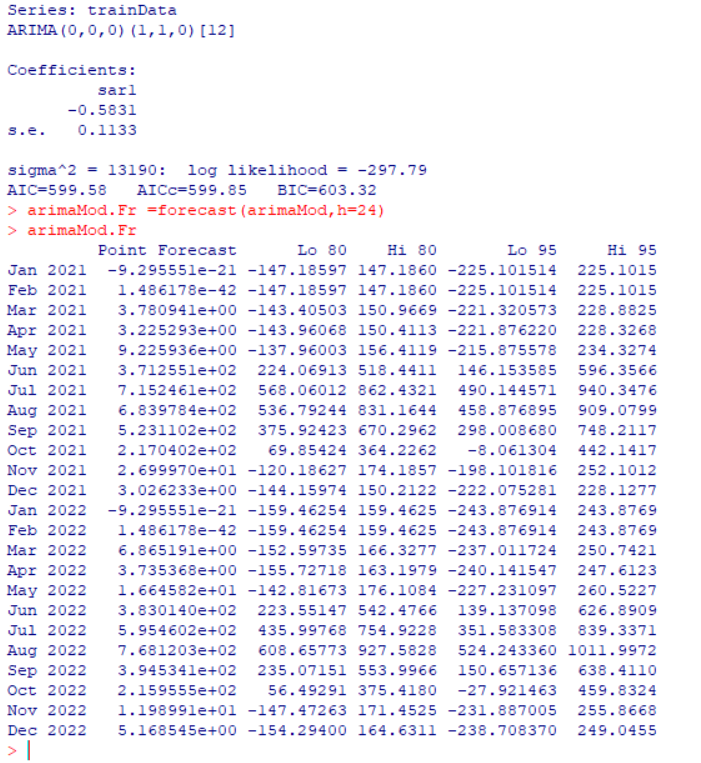 Series: trainData
ARIMA(0,0,0)(1,1,0)[12]
Coefficients:
sar1
-0.5831
s.e. 0.1133
sigma^2 = 13190: log likelihood = -297.79
AIC=599.58 AICc=599.85 BIC=603.32
> arimaMod.Fr =forecast(arimaMod,h=24)
> arimaMod.Fr
Point Forecast Lo 80 Hi 80 Lo 95 Hi 95
Jan 2021 -9.295551e-21 -147.18597 147.1860 -225.101514 225.1015
Feb 2021 1.486178e-42 -147.18597 147.1860 -225.101514 225.1015
Mar 2021 3.780941e+00 -143.40503 150.9669 -221.320573 228.8825
Apr 2021 3.225293e+00 -143.96068 150.4113 -221.876220 228.3268
May 2021 9.225936e+00 -137.96003 156.4119 -215.875578 234.3274
Jun 2021 3.712551e+02 224.06913 518.4411 146.153585 596.3566
Jul 2021 7.152461e+02 568.06012 862.4321 490.144571 940.3476
Aug 2021 6.839784e+02 536.79244 831.1644 458.876895 909.0799
Sep 2021 5.231102e+02 375.92423 670.2962 298.008680 748.2117
Oct 2021 2.170402e+02 69.85424 364.2262 -8.061304 442.1417
Nov 2021 2.699970e+01 -120.18627 174.1857 -198.101816 252.1012
Dec 2021 3.026233e+00 -144.15974 150.2122 -222.075281 228.1277
Jan 2022 -9.295551e-21 -159.46254 159.4625 -243.876914 243.8769
Feb 2022 1.486178e-42 -159.46254 159.4625 -243.876914 243.8769
Mar 2022 6.865191e+00 -152.59735 166.3277 -237.011724 250.7421
Apr 2022 3.735368e+00 -155.72718 163.1979 -240.141547 247.6123
May 2022 1.664582e+01 -142.81673 176.1084 -227.231097 260.5227
Jun 2022 3.830140e+02 223.55147 542.4766 139.137098 626.8909
Jul 2022 5.954602e+02 435.99768 754.9228 351.583308 839.3371
Aug 2022 7.681203e+02 608.65773 927.5828 524.243360 1011.9972
Sep 2022 3.945341e+02 235.07151 553.9966 150.657136 638.4110
Oct 2022 2.159555e+02 56.49291 375.4180 -27.921463 459.8324
Nov 2022 1.198991e+01 -147.47263 171.4525 -231.887005 255.8668
Dec 2022 5.168545e+00 -154.29400 164.6311 -238.708370 249.0455
>